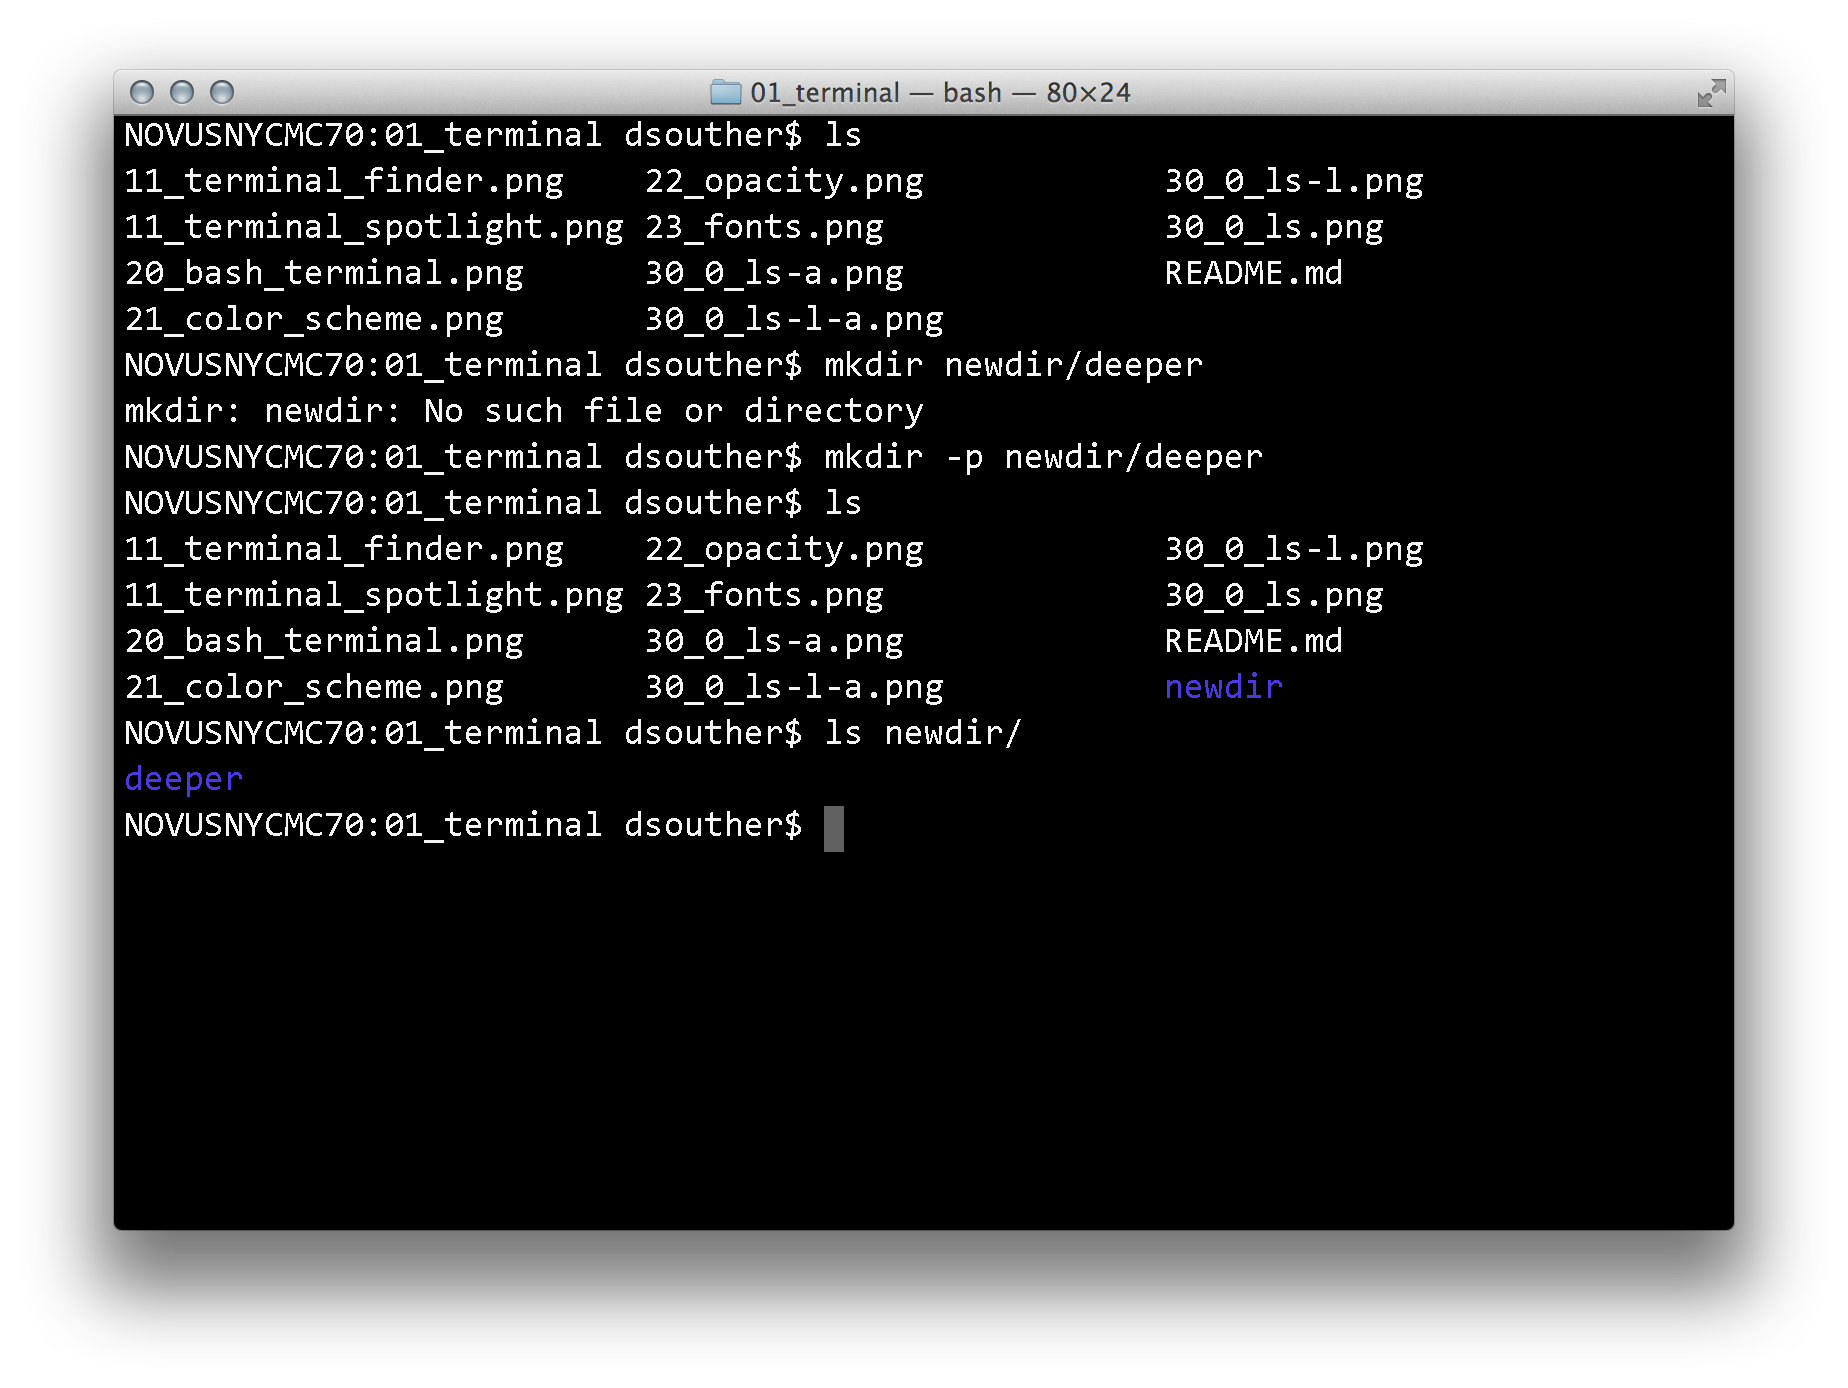 01_terminal — bash — 80×24
NOVUSNYCMC70:01_terminal dsouther$ ls
11_terminal_finder.png    22_opacity.png            30_0_ls-l.png
11_terminal_spotlight.png 23_fonts.png              30_0_ls.png
20_bash_terminal.png      30_0_ls-a.png             README.md
21_color_scheme.png       30_0_ls-l-a.png
NOVUSNYCMC70:01_terminal dsouther$ mkdir newdir/deeper
mkdir: newdir: No such file or directory
NOVUSNYCMC70:01_terminal dsouther$ mkdir -p newdir/deeper
NOVUSNYCMC70:01_terminal dsouther$ ls
11_terminal_finder.png    22_opacity.png            30_0_ls-l.png
11_terminal_spotlight.png 23_fonts.png              30_0_ls.png
20_bash_terminal.png      30_0_ls-a.png             README.md
21_color_scheme.png       30_0_ls-l-a.png           newdir
NOVUSNYCMC70:01_terminal dsouther$ ls newdir/
deeper
NOVUSNYCMC70:01_terminal dsouther$